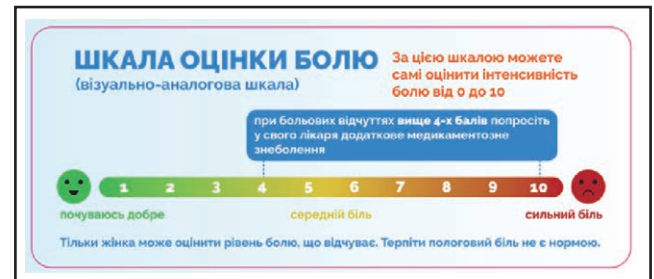 ШКАЛА ОЦІНКИ БОЛЮ
(візуально-аналогова шкала)
За цією шкалою можете
самі оцінити інтенсивність
болю від 0 до 10
при больових відчуттях вище 4-х балів попросіть
у свого лікаря додаткове медикаментозне
знеболення
1 2 3 4 5 6 7 8 9 10
почуваюсь добре середній біль сильний біль
Тільки жінка може оцінити рівень болю, що відчуває. Терпіти пологовий біль не є нормою.